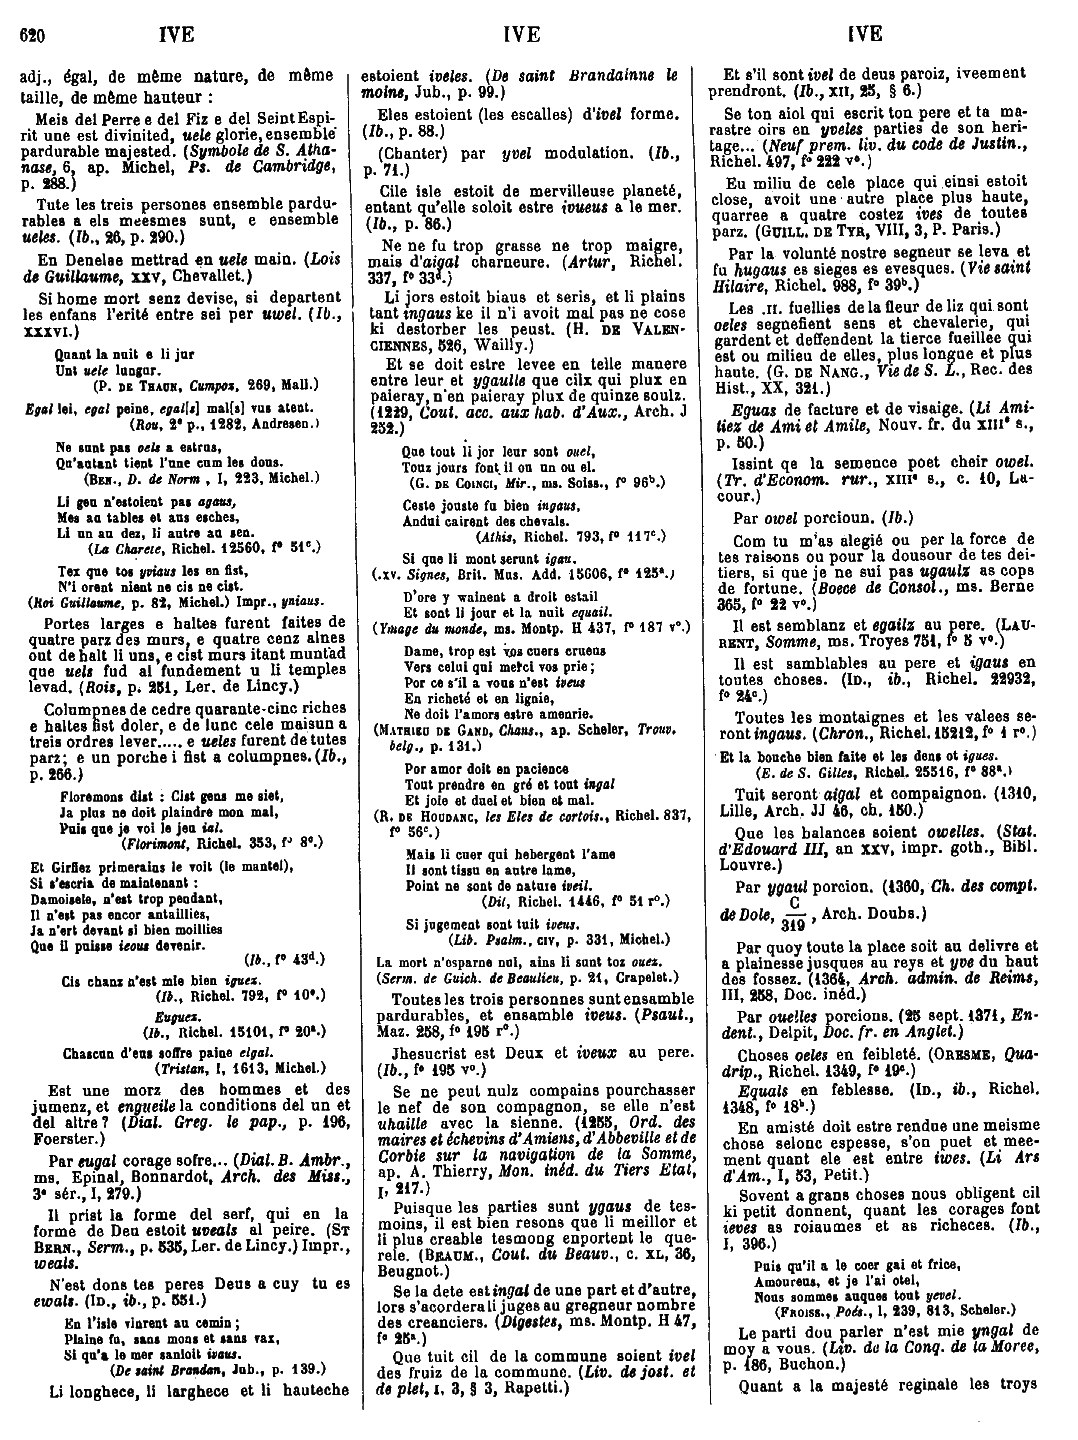 620 IVE IVE IVE
adj., égal, de même nature, de même
taille, de même hauteur :
Meis del Perre e del Fiz e del Seint Espi-
rit une est divinited, uele glorie, ensemble
pardurable majested. (Symbole de S. Atha-
nase, 6, ap. Michel, Ps. de Cambridge,
p. 288.)
Tute les treis persones ensemble pardu-
rables a els meesmes sunt, e ensemble
ueles. (Ib., 26, p. 290.)
En Denelae mettrad en uele main. (Lois
de Guillaume, XXV, Chevallet.)
Si home mort senz devise, si departent
les enfans l'erité entre sei per uwel. (Ib.,
XXXVI.)
Quant la nuit e li jur
Unt uele lungur.
(P. DE THAUN, Cumpoz, 269, Mall.)
Egal lei, egal peine, egal[s] mal[s] vus atent.
(Rou, 2e p., 1282, Andresen.)
Ne sunt pas oels a estrus,
Qu'autant tient l'une cum les dous.
(BEN., D. de Norm , I, 223, Michel.)
Li geu n'estoient pas agaus,
Mes au tables et aus esches,
Li un au dez, li autre au sen.
(La Charete, Richel. 12560, f° 51c.)
Tex que tos yviaus les en fist,
N'i orent nient ne cis ne cist.
(Roi Guillaume, p. 82, Michel.) Impr., yniaus.
Portes larges e haltes furent faites de
quatre parz des murs, e quatre cenz alnes
out de halt li uns, e cist murs itant muntad
que uels fud al fundement u li temples
levad. (Rois, p. 251, Ler. de Lincy.)
Columpnes de cedre quarante-cinc riches
e haltes fist doler, e de lunc cele maisun a
treis ordres lever..... e ueles furent de tutes
parz; e un porche i fist a columpnes. (Ib.,
p. 266.)
Floremons dist : Cist gens me siet,
Ja plus ne doit plaindre mon mal,
Puis que je voi le jeu ial.
(Florimont, Richel. 353, f° 8e.)
Et Girflez primerains le voit (le mantel),
Si s'escria de maintenant :
Damoisele, n'est trop pendant,
Il n'est pas encor antaillies,
Ja n'ert devant si bien moillies
Que il puisse ieous devenir.
(Ib., f° 43d.)
Cis chanz n'est mie bien iguez.
(Ib., Richel. 792, f° 10e.)
Euguez.
(Ib., Richel. 15101, f° 20a.)
Chascun d'eus soffre paine elgal.
(Tristan, I, 1613, Michel.)
Est une morz des hommes et des
jumenz, et engueile la conditions del un et
del altre? (Dial. Greg. le pap., p. 196,
Foerster.)
Par eugal corage sofre... (Dial. B. Ambr.,
ms. Epinal, Bonnardot, Arch. des Miss.,
3e sér., I, 279.)
Il prist la forme del serf, qui en la
forme de Deu estoit uveals al peire. (ST
BERN., Serm., p. 535, Ler. de Lincy.) Impr.,
weals.
N'est dons tes peres Deus a cuy tu es
ewals. (ID., ib., p. 551.)
En l'isle vinrent au cemin ;
Plaine fu, sans mons et sans vax,
Si qu'a le mer sanloit ivaus.
(De saint Brandan, Jub., p. 139.)
Li longhece, li larghece et li hauteche
estoient iveles. (De saint Brandainne le
moine, Jub., p. 99.)
Eles estoient (les escalles) d'ivel forme.
(Ib., p. 88.)
(Chanter) par yvel modulation. (Ib.,
p. 71.)
Cile isle estoit de mervilleuse planeté,
entant qu'elle soloit estre ivueus a le mer.
(Ib., p. 86.)
Ne ne fu trop grasse ne trop maigre,
mais d'aigal charneure. (Artur, Richel.
337, f° 33d.)
Li jors estoit biaus et seris, et li plains
tant ingaus ke il n'i avoit mal pas ne cose
ki destorber les peust. (H. DE VALEN-
CIENNES, 526, Wailly.)
Et se doit estre levee en telle manere
entre leur et ygaulle que cilx qui plux en
paieray, n'en paieray plux de quinze soulz.
(1229, Cout. acc. aux hab. d'Aux., Arch. J
252.)
Que tout li jor leur sont ouel,
Touz jours font il ou un ou el.
(G. DE COINCI, Mir., ms. Soiss., f° 96b.)
Ceste jouste fu bien ingaus,
Andui cairent des chevals.
(Athis, Richel. 793, f° 117c.)
Si que li mont serunt igau.
(.xv. Signes, Brit. Mus. Add. 15606, f° 125a.)
D'ore y wainent a droit estail
Et sont li jour et la nuit equail.
(Ymage du monde, ms. Montp. H 437, f° 187 v°.)
Dame, trop est vos cuers crueus
Vers celui qui merci vos prie ;
Por ce s'il a vous n'est iveus
En richeté et en lignie,
Ne doit l'amors estre amenrie.
(MATHIEU DE GAND, Chans., ap. Scheler, Trouv.
belg., p. 131.)
Por amor doit en pacience
Tout prendre en gré et tout ingal
Et joie et duel et bien et mal.
(R. DE HOUDANC, les Eles de cortois., Richel. 837,
f° 56c.)
Mais li cuer qui hebergent l'ame
Il sont tissu en autre lame,
Point ne sont de nature iveil.
(Dit, Richel. 1446, f° 51 r°.)
Si jugement sont tuit iveus.
(Lib. Psalm., CIV, p. 331, Michel.)
La mort n'esparne nul, ains li sont toz ouez.
(Serm. de Guich. de Beaulieu, p. 21, Crapelet.)
Toutes les trois personnes sunt ensamble
pardurables, et ensamble iveus. (Psaut.,
Maz. 258, f° 195 r°.)
Jhesucrist est Deux et iveux au pere.
(Ib., f° 195 v°.)
Se ne peut nulz compains pourchasser
le nef de son compagnon, se elle n'est
uhaille avec la sienne. (1255, Ord. des
maires et échevins d'Amiens, d'Abbeville et de
Corbie sur la navigation de la Somme,
ap. A. Thierry, Mon. inéd. du Tiers Etat,
I, 217.)
Puisque les parties sunt ygaus de tes-
moins, il est bien resons que li meillor et
li plus creable tesmong enportent le que-
rele. (BEAUM., Cout. du Beauv., c. XL, 36,
Beugnot.)
Se la dete est ingal de une part et d'autre,
lors s'acordera li juges au gregneur nombre
des creanciers. (Digestes, ms. Montp. H 47,
f° 25a.)
Que tuit cil de la commune soient ivel
des fruiz de la commune. (Liv. de jost. et
de plet, I, 3, § 3, Rapetti.)
Et s'il sont ivel de deus paroiz, iveement
prendront. (Ib., XII, 25, § 6.)
Se ton aiol qui escrit ton pere et ta ma-
rastre oirs en yveles parties de son heri-
tage... (Neuf prem. liv. du code de Justin.,
Richel. 497, f° 222 v°.)
Eu miliu de cele place qui einsi estoit
close, avoit une autre place plus haute,
quarree a quatre costez ives de toutes
parz. (GUILL. DE TYR, VIII, 3, P. Paris.)
Par la volunté nostre segneur se leva et
fu hugaus es sieges es evesques. (Vie saint
Hilaire, Richel. 988, f° 39b.)
Les .II. fuellies de la fleur de liz qui sont
oeles segnefient sens et chevalerie, qui
gardent et deffendent la tierce fueillee qui
est ou milieu de elles, plus longue et plus
haute. (G. DE NANG., Vie de S. L., Rec. des
Hist., XX, 321.)
Eguas de facture et de visaige. (Li Ami-
tiez de Ami et Amile, Nouv. fr. du XIIIe s.,
p. 50.)
Issint qe la semence poet cheir owel.
(Tr. d'Econom. rur., XIIIe s., c. 10, La-
cour.)
Par owel porcioun. (Ib.)
Com tu m'as alegié ou per la force de
tes raisons ou pour la dousour de tes dei-
tiers, si que je ne sui pas ugaulz as cops
de fortune. (Boece de Consol., ms. Berne
365, f° 22 v°.)
Il est semblanz et egailz au pere. (LAU-
RENT, Somme, ms. Troyes 751, f° 5 v°.)
Il est samblables au pere et igaus en
toutes choses. (ID., ib., Richel. 22932,
f° 24c.)
Toutes les montaignes et les valees se-
ront ingaus. (Chron., Richel. 15212, f° 1 r°.)
Et la bouche bien faite et les dens ot igues.
(E. de S. Gilles, Richel. 25516, f° 88a.)
Tuit seront aigal et compaignon. (1310,
Lille, Arch. JJ 46, ch. 150.)
Que les balances soient owelles. (Stat.
d'Edouard III, an XXV, impr. goth., Bibl.
Louvre.)
Par ygaul porcion. (1360, Ch. des compt.
de Dole, C/319, Arch. Doubs.)
Par quoy toute la place soit au delivre et
a plainesse jusques au reys et yve du haut
des fossez. (1364, Arch. admin. de Reims,
III, 258, Doc. inéd.)
Par ouelles porcions. (25 sept. 1371, En-
dent., Delpit, Doc. fr. en Anglet.)
Choses oeles en feibleté. (ORESME, Qua-
drip., Richel. 1349, f° 19c.)
Equals en feblesse. (ID., ib., Richel.
1348, f° 18b.)
En amisté doit estre rendue une meisme
chose selonc espesse, s'on puet et mee-
ment quant ele est entre iwes. (Li Ars
d'Am., I, 53, Petit.)
Sovent a grans choses nous obligent cil
ki petit donnent, quant les corages font
ieves as roiaumes et as richeces. (Ib.,
I, 396.)
Puis qu'il a le coer gai et frice,
Amoureus, et je l'ai otel,
Nous sommes auques tout yevel.
(FROISS., Poés., I, 239, 813, Scheler.)
Le parti dou parler n'est mie yngal de
moy a vous. (Liv. de la Conq. de la Moree,
p. 186, Buchon.)
Quant a la majesté reginale les troys